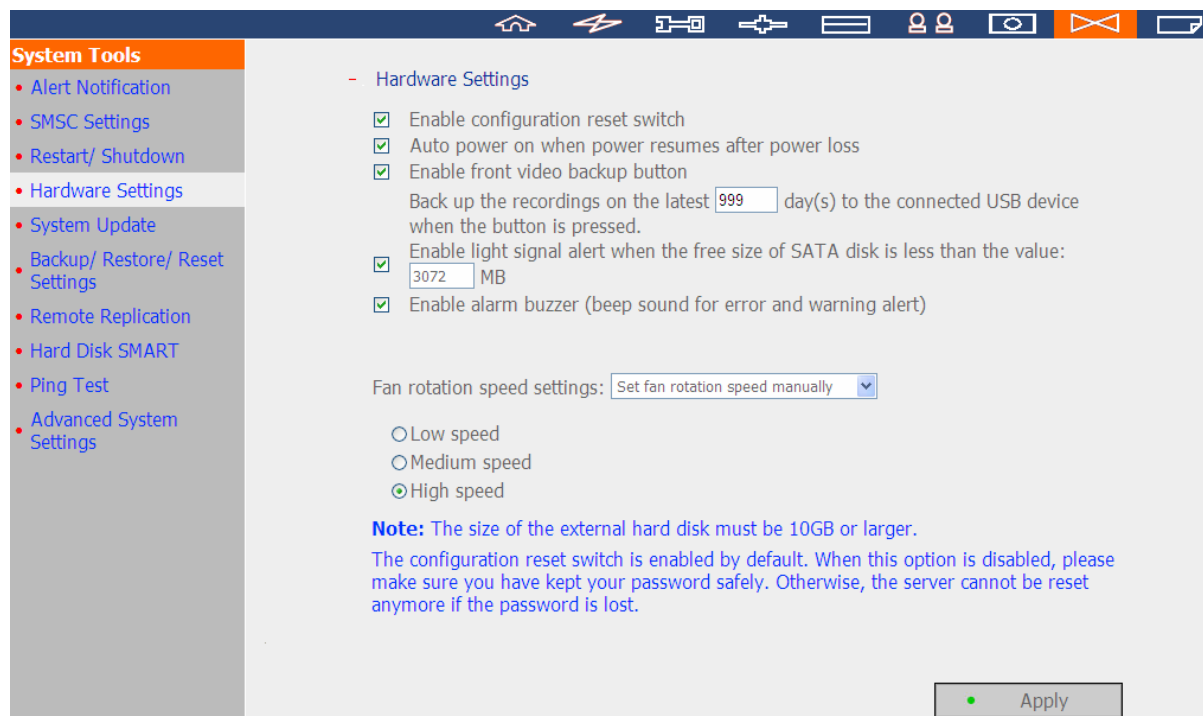 System Tools
Alert Notification
SMSC Settings
Restart/ Shutdown
Hardware Settings
System Update
Backup/ Restore/ Reset
Settings
Remote Replication
Hard Disk SMART
Ping Test
Advanced System
Settings
- Hardware Settings
Enable configuration reset switch
Auto power on when power resumes after power loss
Enable front video backup button
Back up the recordings on the latest 999 day(s) to the connected USB device
when the button is pressed.
Enable light signal alert when the free size of SATA disk is less than the value:
3072 MB
Enable alarm buzzer (beep sound for error and warning alert)
Fan rotation speed settings: Set fan rotation speed manually
Low speed
Medium speed
High speed
Note: The size of the external hard disk must be 10GB or larger.
The configuration reset switch is enabled by default. When this option is disabled, please
make sure you have kept your password safely. Otherwise, the server cannot be reset
anymore if the password is lost.
Apply